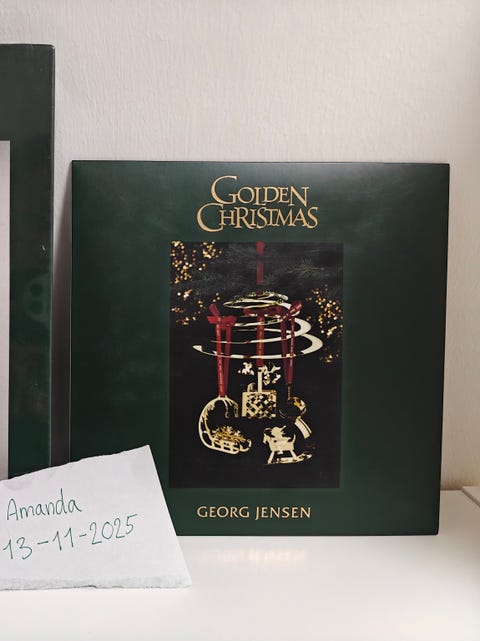 GOLDEN
CHRISTMAS
GEORG JENSEN
Amanda
13-11-2025